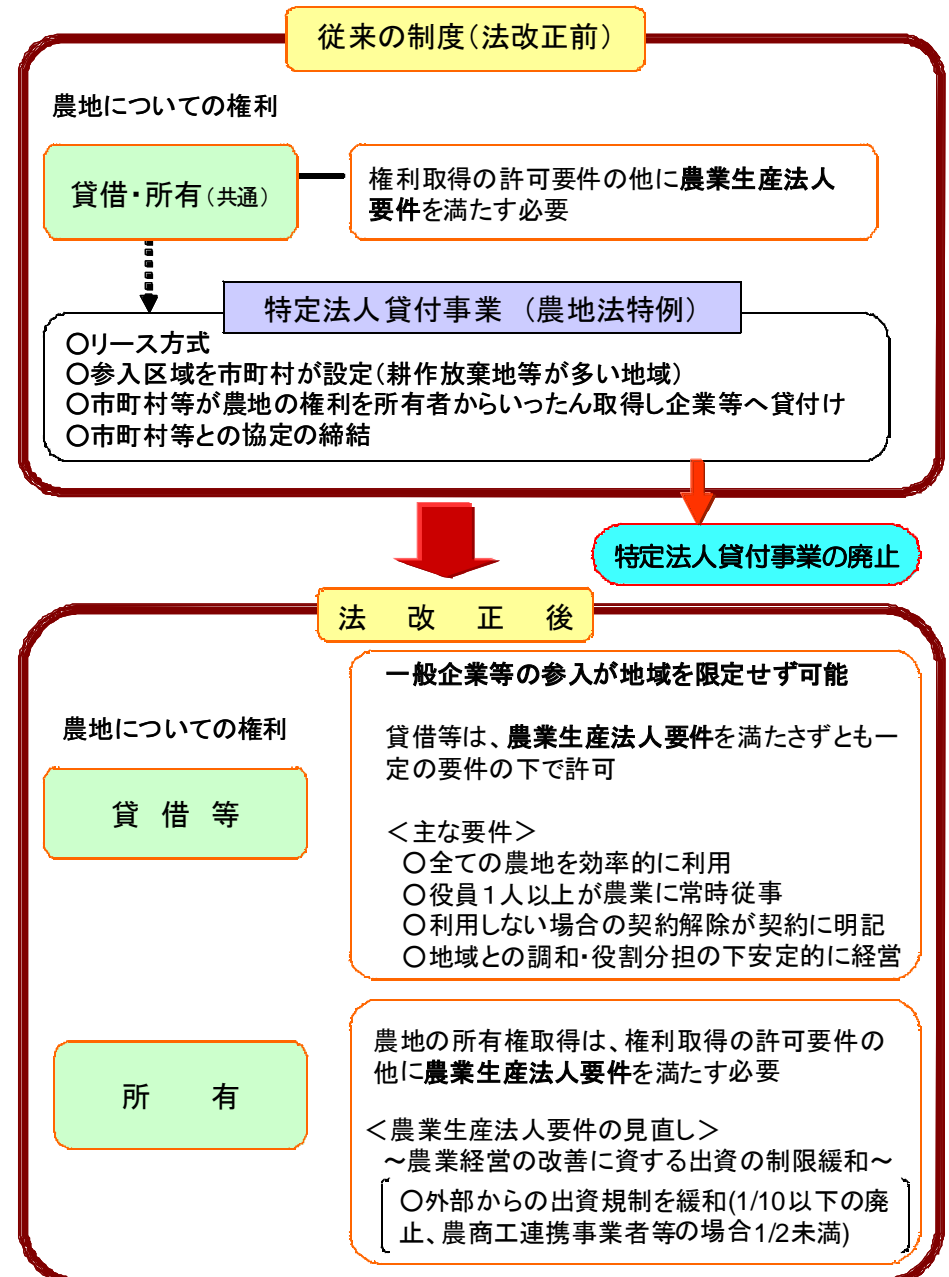 従来の制度(法改正前)
農地についての権利
貸借・所有(共通)
権利取得の許可要件の他に農業生産法人
要件を満たす必要
特定法人貸付事業 (農地法特例)
○リース方式
○参入区域を市町村が設定(耕作放棄地等が多い地域)
○市町村等が農地の権利を所有者からいったん取得し企業等へ貸付け
○市町村等との協定の締結
特定法人貸付事業の廃止
法 改 正 後
一般企業等の参入が地域を限定せず可能
農地についての権利
貸借等は、農業生産法人要件を満たさずとも一
定の要件の下で許可
貸 借 等
<主な要件>
○全ての農地を効率的に利用
○役員1人以上が農業に常時従事
○利用しない場合の契約解除が契約に明記
○地域との調和・役割分担の下安定的に経営
農地の所有権取得は、権利取得の許可要件の
他に農業生産法人要件を満たす必要
所 有
<農業生産法人要件の見直し>
~農業経営の改善に資する出資の制限緩和~
○外部からの出資規制を緩和(1/10以下の廃
止、農商工連携事業者等の場合1/2未満)